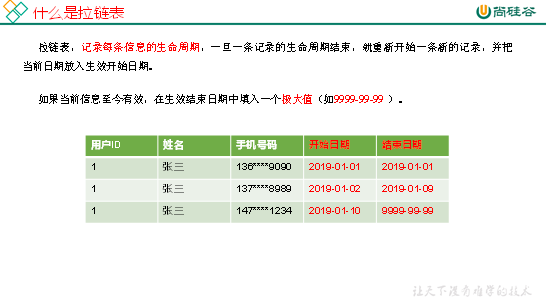 什么是拉链表
尚硅谷
拉链表，记录每条信息的生命周期，一旦一条记录的生命周期结束，就重新开始一条新的记录，并把
当前日期放入生效开始日期。
如果当前信息至今有效，在生效结束日期中填入一个极大值（如9999-99-99 ）。
用户ID 姓名 手机号码 开始日期 结束日期
1 张三 136****9090 2019-01-01 2019-01-01
1 张三 137****8989 2019-01-02 2019-01-09
1 张三 147****1234 2019-01-10 9999-99-99
让天下没有难学的技术